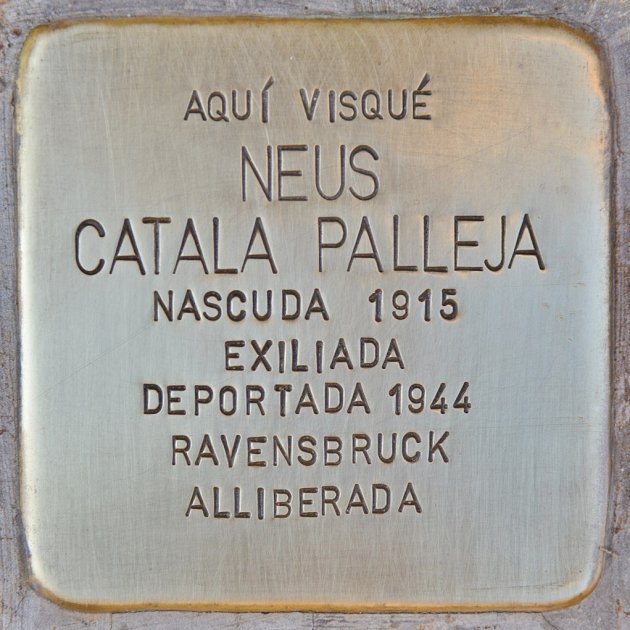 AQUÍ VISQUÉ
NEUS
CATALA PALLEJA
NASCUDA 1915
EXILIADA
DEPORTADA 1944
RAVENSBRUCK
ALLIBERADA